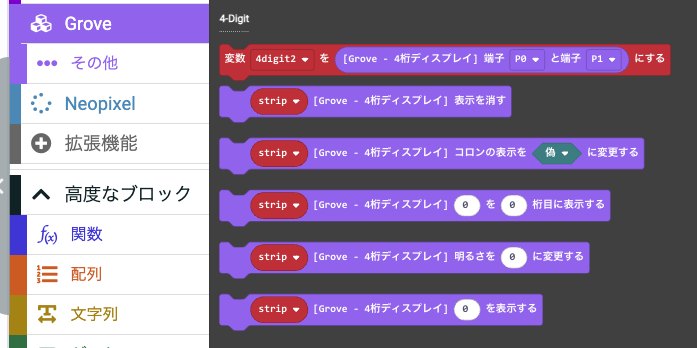 Grove
その他
Neopixel
拡張機能
高度なブロック
関数
配列
文字列
4-Digit
変数 4digit2 を [Grove - 4桁ディスプレイ] 端子 P0 と端子 P1 にする
strip [Grove - 4桁ディスプレイ] 表示を消す
strip [Grove - 4桁ディスプレイ] コロンの表示を 偽 に変更する
strip [Grove - 4桁ディスプレイ] 0 を 0 桁目に表示する
strip [Grove - 4桁ディスプレイ] 明るさを 0 に変更する
strip [Grove - 4桁ディスプレイ] 0 を表示する